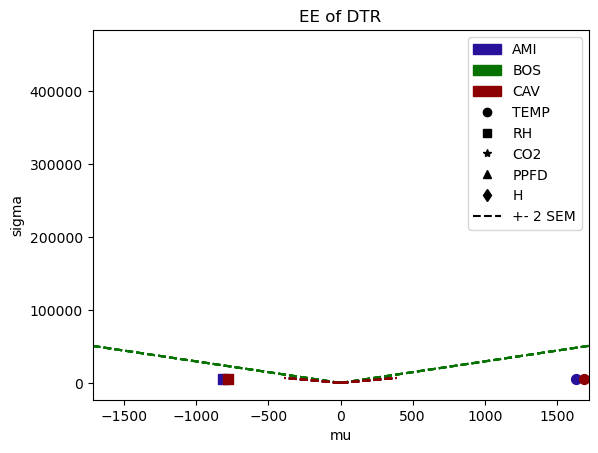 EE of DTR
AMI
BOS
CAV
TEMP
RH
CO2
PPFD
H
+- 2 SEM
400000
300000
200000
100000
0
sigma
−1500
−1000
−500
0
500
1000
1500
mu